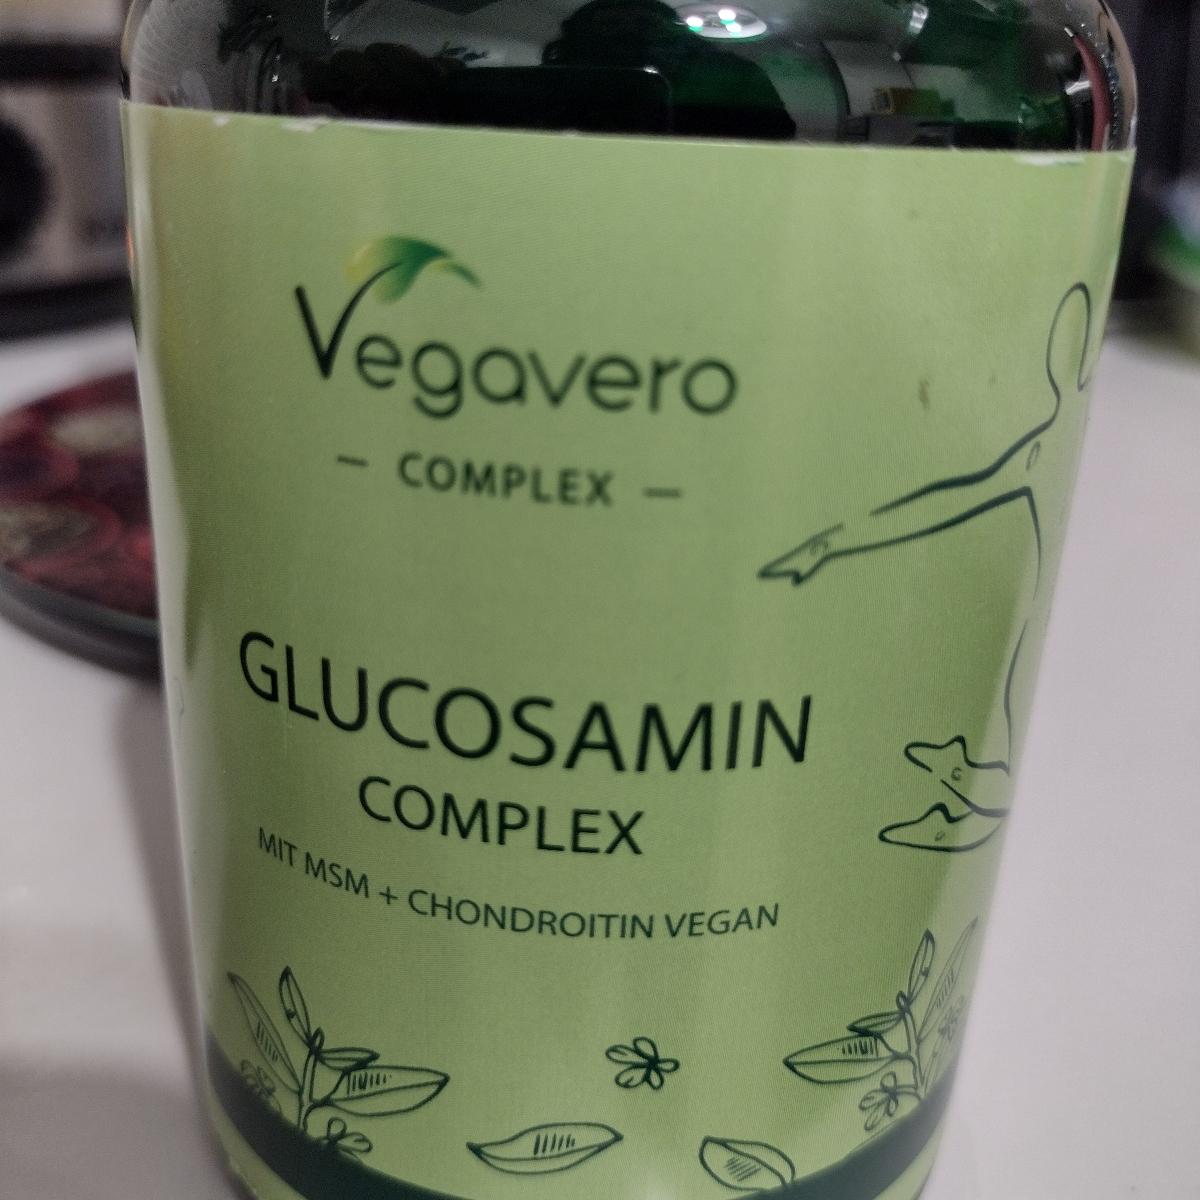 Vegavero
— COMPLEX —
GLUCOSAMIN
COMPLEX
MIT MSM + CHONDROITIN VEGAN